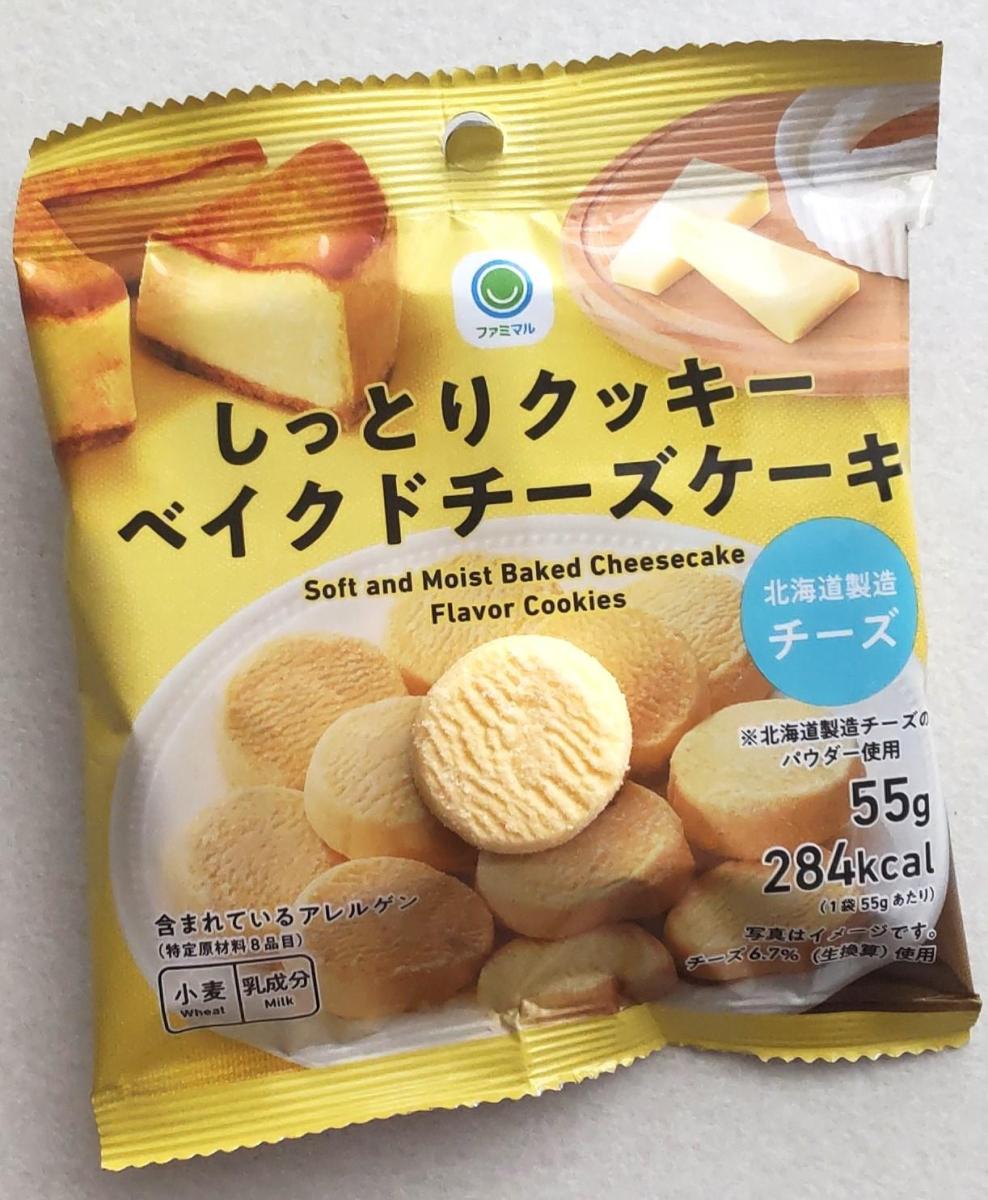 ファミマル
しっとりクッキー
ベイクドチーズケーキ
Soft and Moist Baked Cheesecake
Flavor Cookies
北海道製造
チーズ
※北海道製造チーズの
パウダー使用
55g
284kcal
(1袋55gあたり)
写真はイメージです。
チーズ6.7% (生換算) 使用
含まれているアレルゲン
(特定原材料8品目)
小麦 乳成分
Wheat Milk